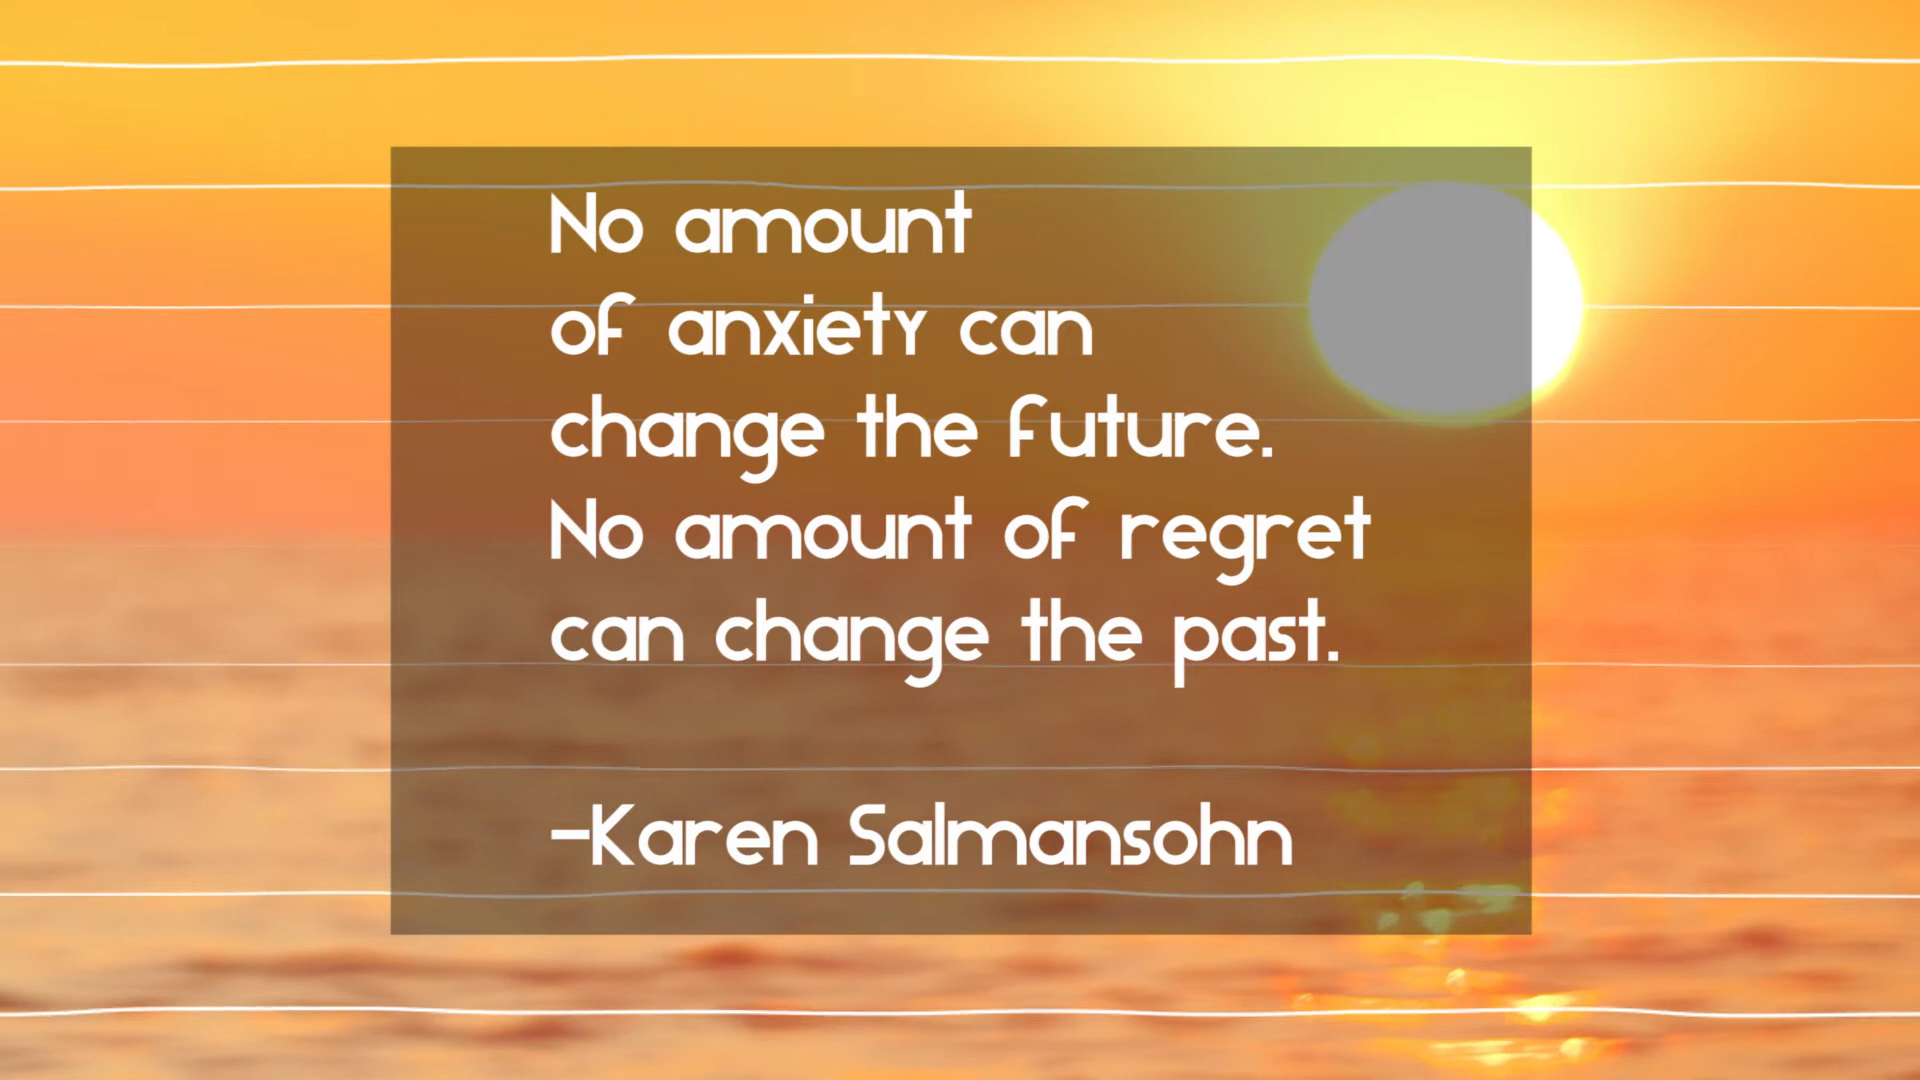 No amount
of anxiety can
change the future.
No amount of regret
can change the past.
-Karen Salmansohn